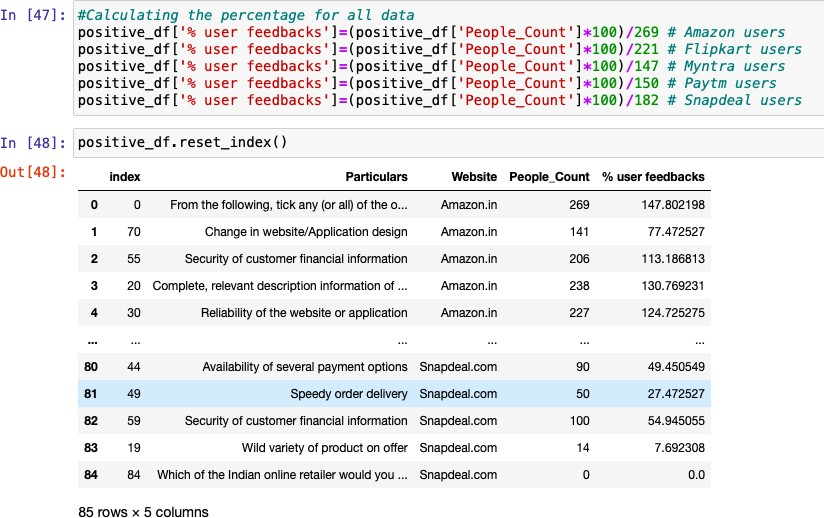 In [47]: #Calculating the percentage for all data
positive_df['% user feedbacks']=(positive_df['People_Count']*100)/269 # Amazon users
positive_df['% user feedbacks']=(positive_df['People_Count']*100)/221 # Flipkart users
positive_df['% user feedbacks']=(positive_df['People_Count']*100)/147 # Myntra users
positive_df['% user feedbacks']=(positive_df['People_Count']*100)/150 # Paytm users
positive_df['% user feedbacks']=(positive_df['People_Count']*100)/182 # Snapdeal users
In [48]: positive_df.reset_index()
Out[48]:
index Particulars Website People_Count % user feedbacks
0 0 From the following, tick any (or all) of the o... Amazon.in 269 147.802198
1 70 Change in website/Application design Amazon.in 141 77.472527
2 55 Security of customer financial information Amazon.in 206 113.186813
3 20 Complete, relevant description information of ... Amazon.in 238 130.769231
4 30 Reliability of the website or application Amazon.in 227 124.725275
... ... ... ... ... ...
80 44 Availability of several payment options Snapdeal.com 90 49.450549
81 49 Speedy order delivery Snapdeal.com 50 27.472527
82 59 Security of customer financial information Snapdeal.com 100 54.945055
83 19 Wild variety of product on offer Snapdeal.com 14 7.692308
84 84 Which of the Indian online retailer would you ... Snapdeal.com 0 0.0
85 rows × 5 columns